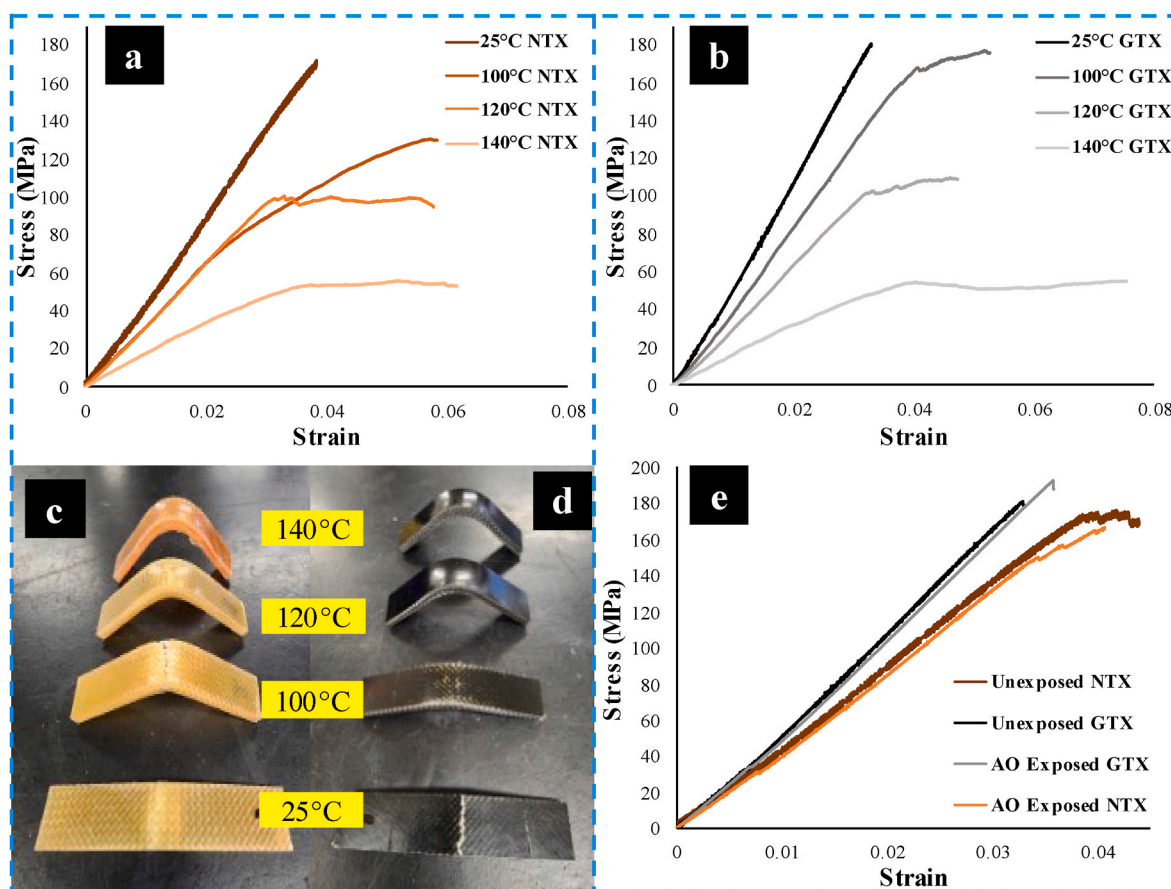 a
180
160
140
120
100
80
60
40
20
0
Stress (MPa)
0
0.02
0.04
0.06
0.08
Strain
25°C NTX
100°C NTX
120°C NTX
140°C NTX
b
180
160
140
120
100
80
60
40
20
0
Stress (MPa)
0
0.02
0.04
0.06
0.08
Strain
25°C GTX
100°C GTX
120°C GTX
140°C GTX
c
d
140°C
120°C
100°C
25°C
e
200
180
160
140
120
100
80
60
40
20
0
Stress (MPa)
0
0.01
0.02
0.03
0.04
Strain
Unexposed NTX
Unexposed GTX
AO Exposed GTX
AO Exposed NTX